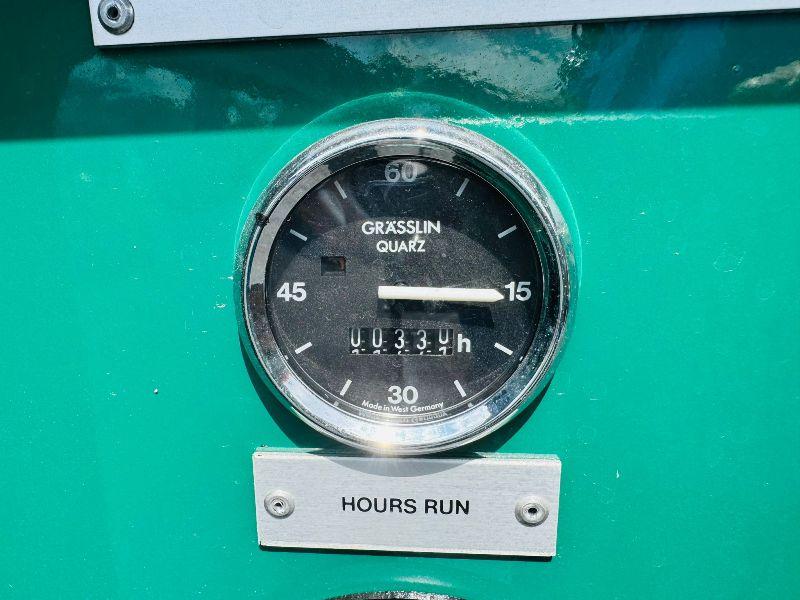 60
GRÄSSLIN
QUARZ
45
15
00330 h
30
Made in West Germany
HOURS RUN